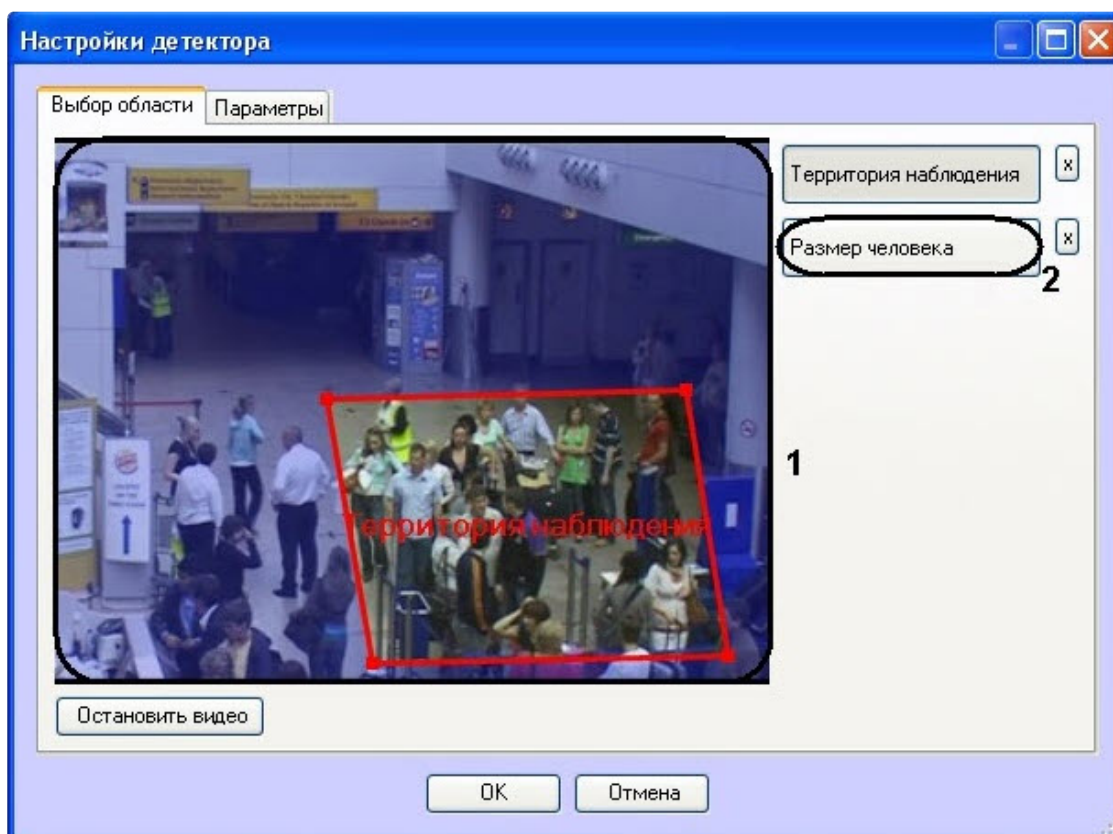 Настройки детектора
Выбор области
Параметры
Территория наблюдения
x
Размер человека
x
2
1
Территория наблюдения
Остановить видео
OK
Отмена